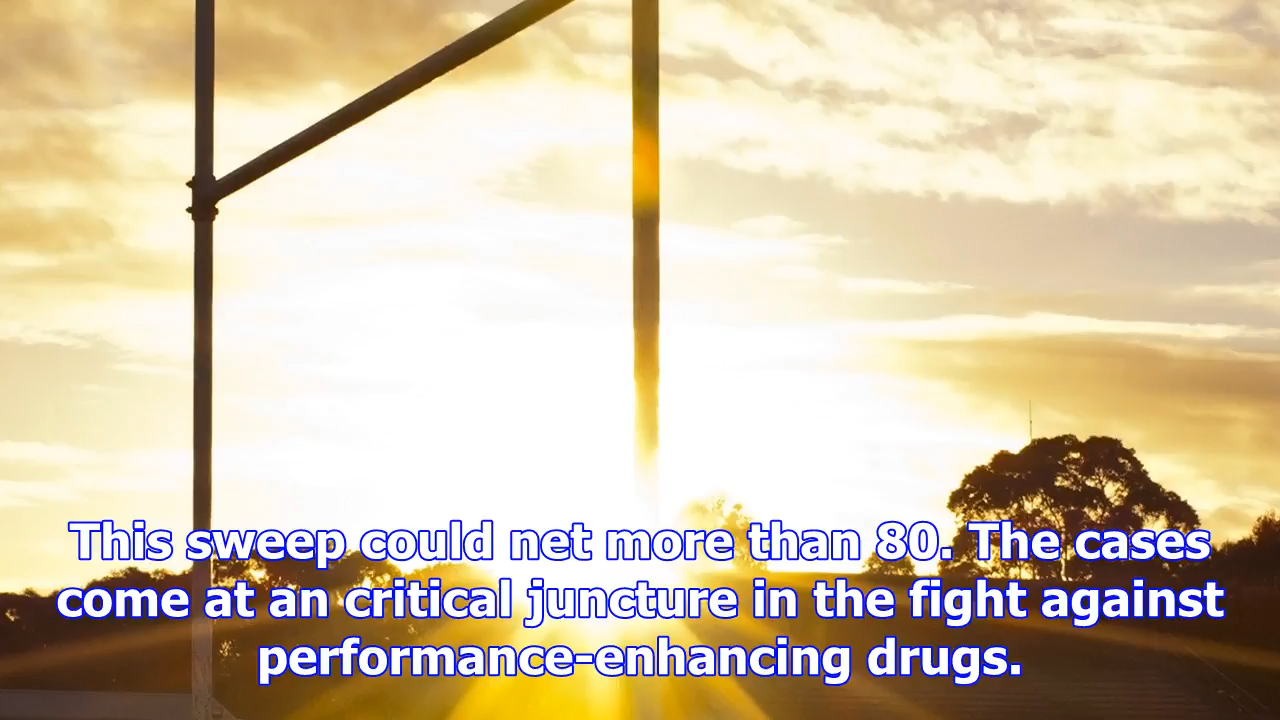 This sweep could net more than 80. The cases
come at an critical juncture in the fight against
performance-enhancing drugs.